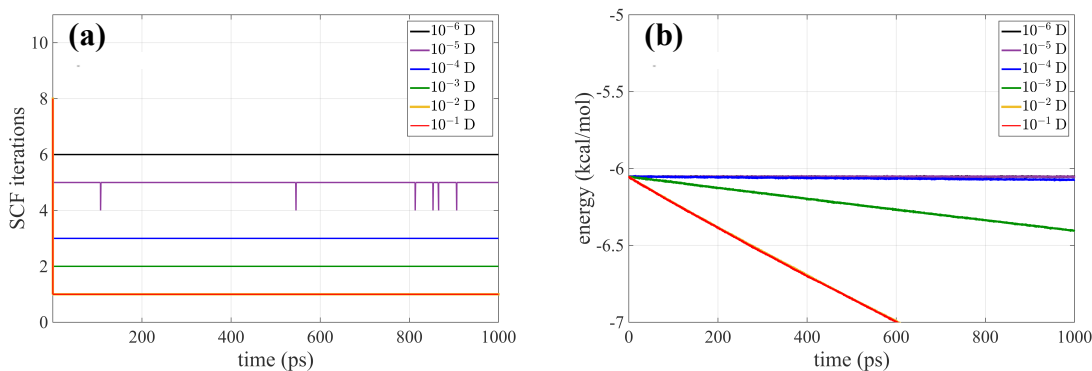 (a)
SCF iterations
10
8
6
4
2
0
200
400
600
800
1000
time (ps)
10⁻⁶ D
10⁻⁵ D
10⁻⁴ D
10⁻³ D
10⁻² D
10⁻¹ D
(b)
energy (kcal/mol)
-5
-5.5
-6
-6.5
-7
0
200
400
600
800
1000
time (ps)
10⁻⁶ D
10⁻⁵ D
10⁻⁴ D
10⁻³ D
10⁻² D
10⁻¹ D